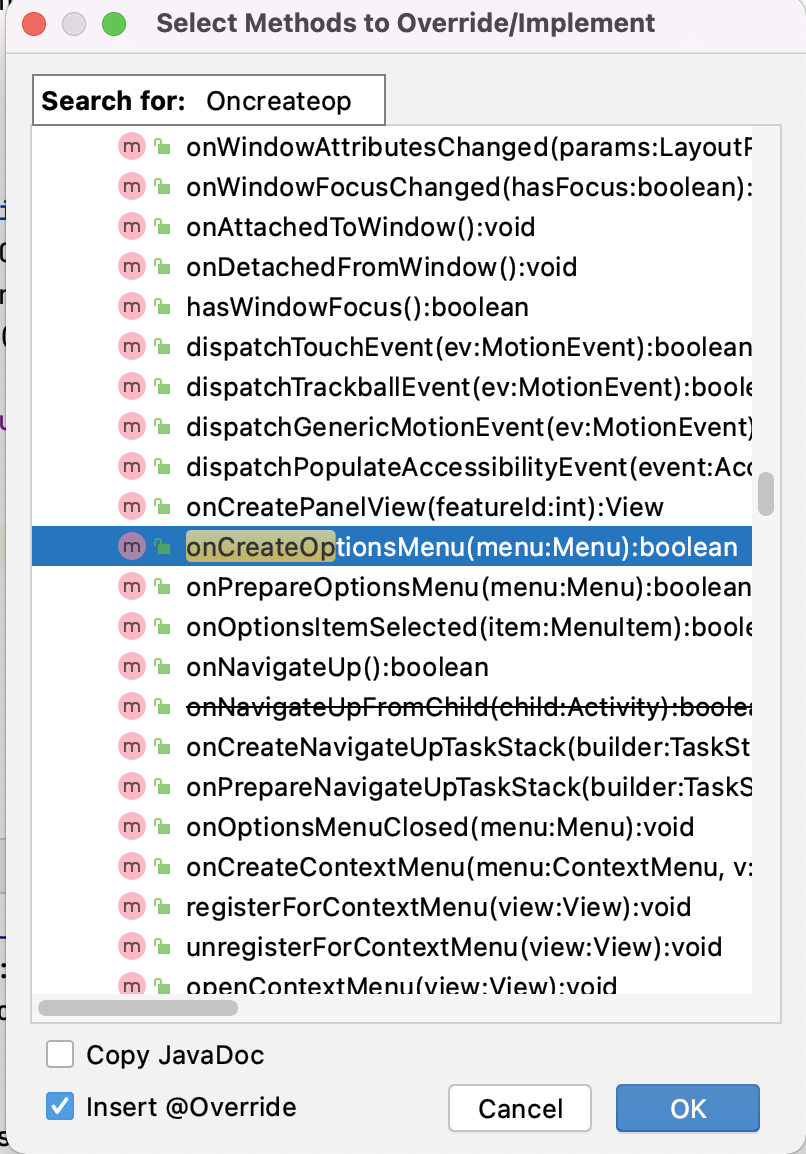 Select Methods to Override/Implement
Search for: Oncreateop
m onWindowAttributesChanged(params:Layout
m onWindowFocusChanged(hasFocus:boolean):
m onAttachedToWindow():void
m onDetachedFromWindow():void
m hasWindowFocus():boolean
m dispatchTouchEvent(ev:MotionEvent):boolean
m dispatchTrackballEvent(ev:MotionEvent):boole
m dispatchGenericMotionEvent(ev:MotionEvent)
m dispatchPopulateAccessibilityEvent(event:Acc
m onCreatePanelView(featureId:int):View
m onCreateOptionsMenu(menu:Menu):boolean
m onPrepareOptionsMenu(menu:Menu):boolean
m onOptionsItemSelected(item:MenuItem):boole
m onNavigateUp():boolean
m onNavigateUpFromChild(child:Activity):boolea
m onCreateNavigateUpTaskStack(builder:TaskSt
m onPrepareNavigateUpTaskStack(builder:TaskS
m onOptionsMenuClosed(menu:Menu):void
m onCreateContextMenu(menu:ContextMenu, v:
m registerForContextMenu(view:View):void
m unregisterForContextMenu(view:View):void
m openContextMenu(view:View):void
Copy JavaDoc
Insert @Override
Cancel OK